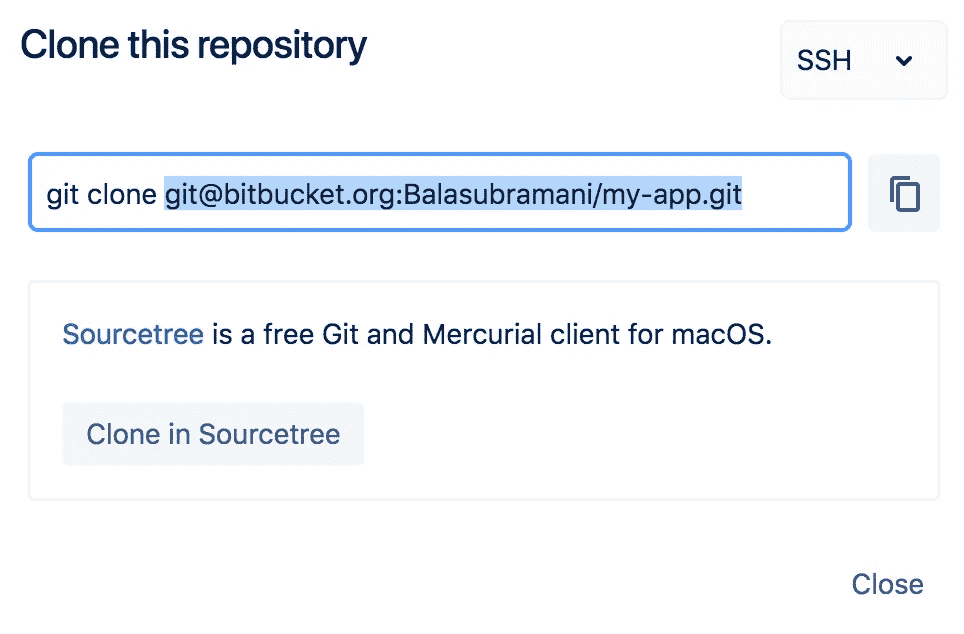 Clone this repository
SSH
git clone git@bitbucket.org:Balasubramani/my-app.git
Sourcetree is a free Git and Mercurial client for macOS.
Clone in Sourcetree
Close